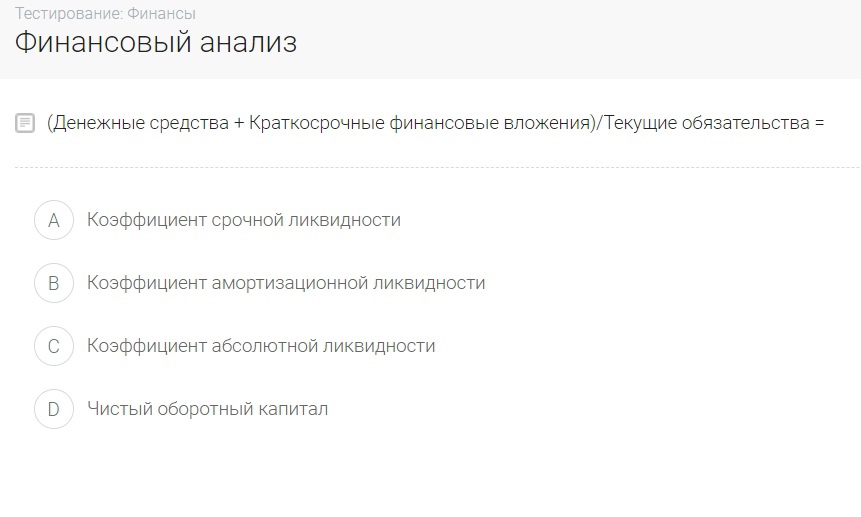 Тестирование: Финансы
Финансовый анализ
(Денежные средства + Краткосрочные финансовые вложения)/Текущие обязательства =
A Коэффициент срочной ликвидности
B Коэффициент амортизационной ликвидности
C Коэффициент абсолютной ликвидности
D Чистый оборотный капитал